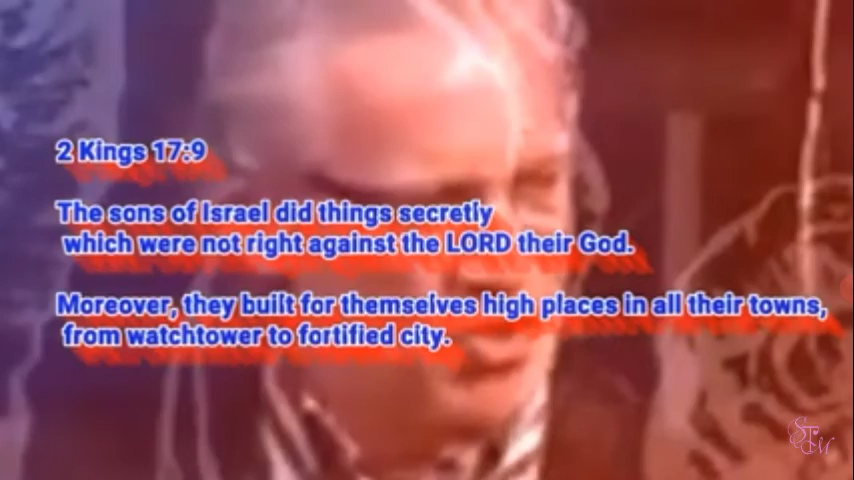 2 Kings 17:9
The sons of Israel did things secretly
which were not right against the LORD their God.
Moreover, they built for themselves high places in all their towns,
from watchtower to fortified city.
STM